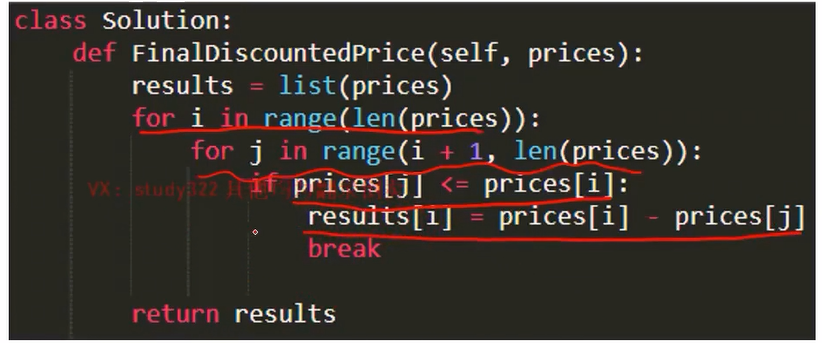 class Solution:
def FinalDiscountedPrice(self, prices):
results = list(prices)
for i in range(len(prices)):
for j in range(i + 1, len(prices)):
if prices[j] <= prices[i]:
VX: study322
results[i] = prices[i] - prices[j]
break
return results